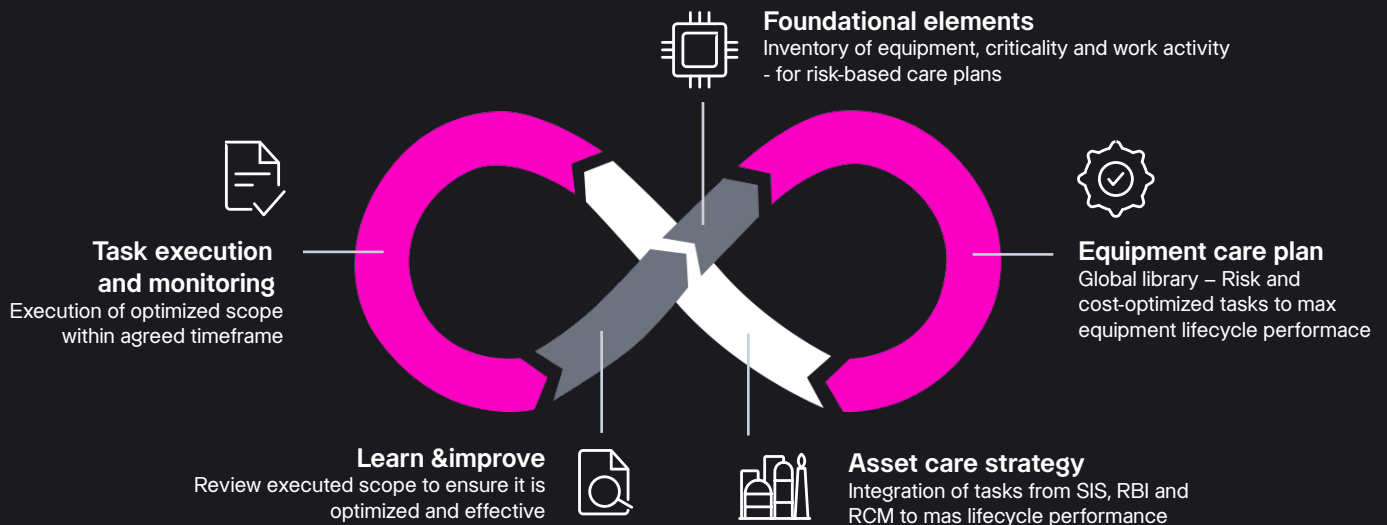 Foundational elements
Inventory of equipment, criticality and work activity
- for risk-based care plans
Task execution
and monitoring
Execution of optimized scope
within agreed timeframe
Equipment care plan
Global library – Risk and
cost-optimized tasks to max
equipment lifecycle performace
Learn &improve
Review executed scope to ensure it is
optimized and effective
Asset care strategy
Integration of tasks from SIS, RBI and
RCM to mas lifecycle performance